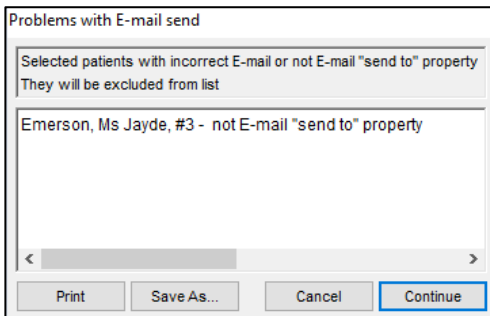 Problems with E-mail send
Selected patients with incorrect E-mail or not E-mail "send to" property
They will be excluded from list
Emerson, Ms Jayde, #3 - not E-mail "send to" property
Print
Save As...
Cancel
Continue